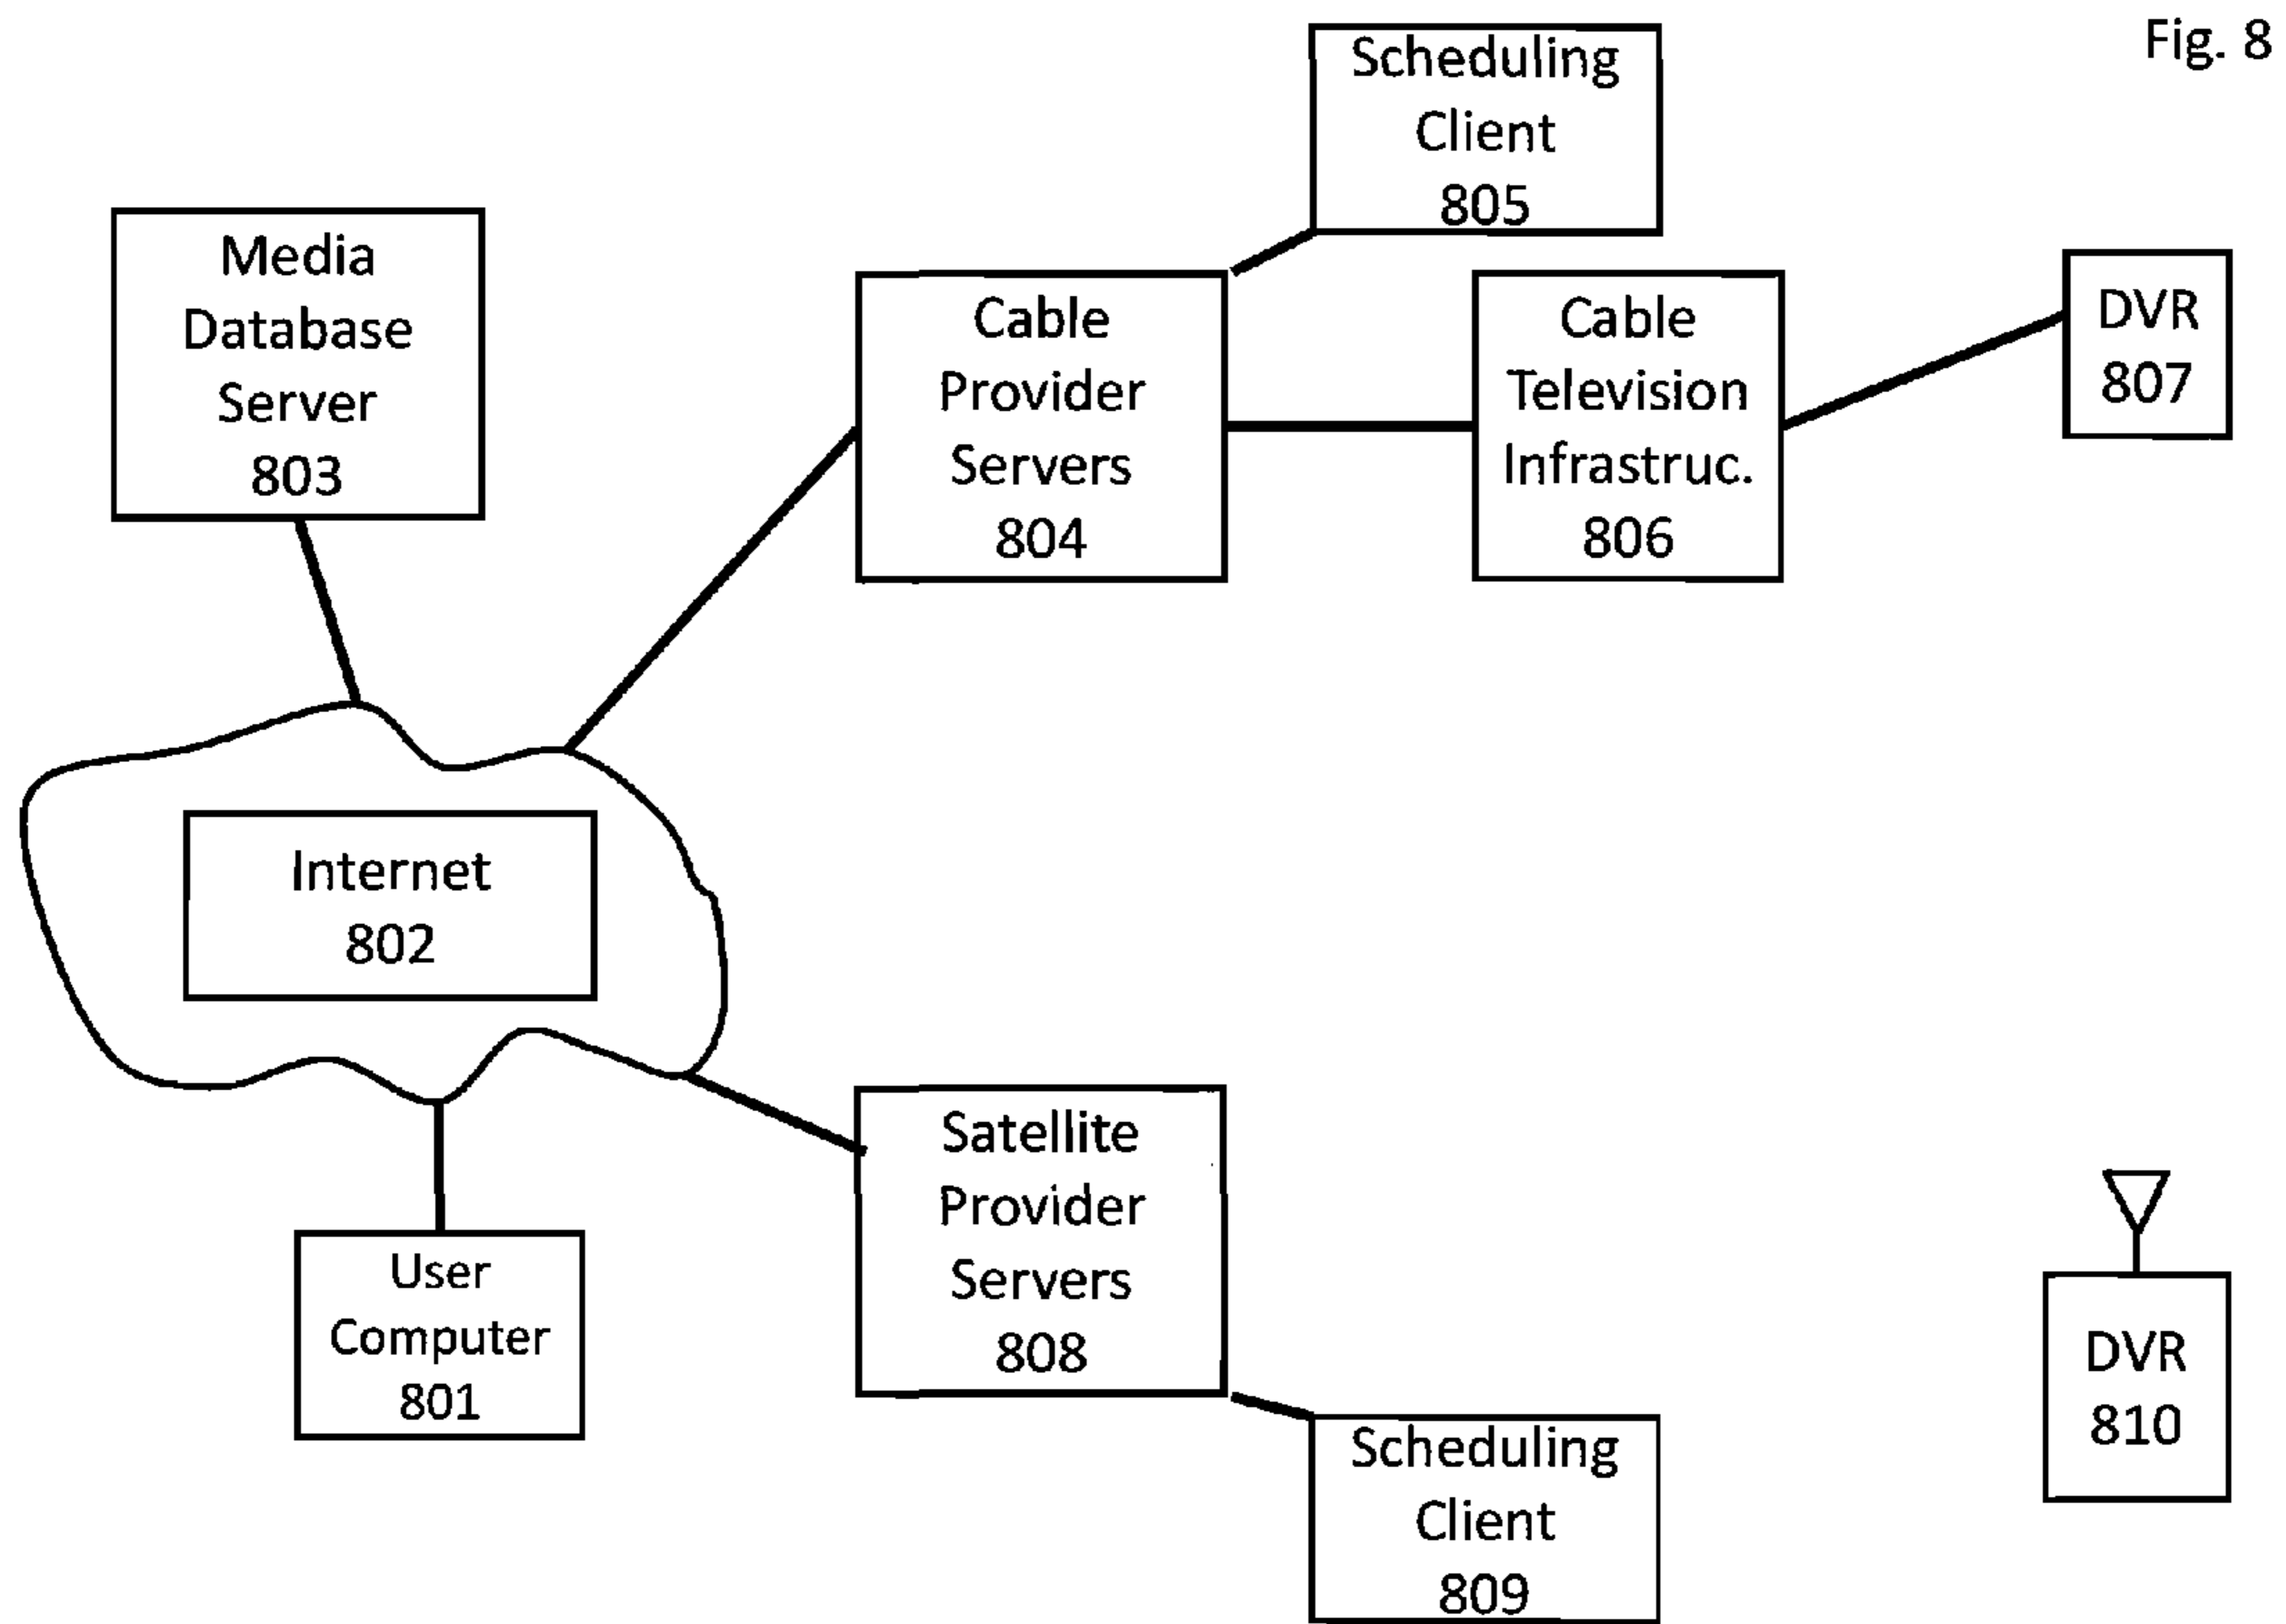 Fig. 8
Scheduling
Client
805
Media
Database
Server
803
Cable
Provider
Servers
804
Cable
Television
Infrastruc.
806
DVR
807
Internet
802
User
Computer
801
Satellite
Provider
Servers
808
Scheduling
Client
809
DVR
810